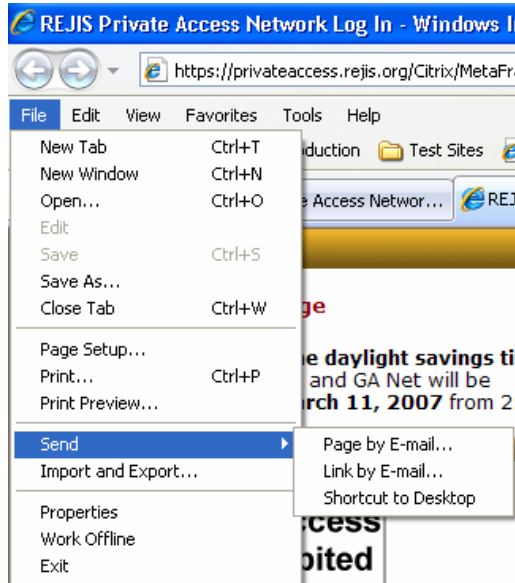 REJIS Private Access Network Log In - Windows
https://privateaccess.rejis.org/Citrix/MetaFr
File Edit View Favorites Tools Help
duction Test Sites
Access Networ... REJ
New Tab Ctrl+T
New Window Ctrl+N
Open... Ctrl+O
Edit
Save Ctrl+S
Save As...
Close Tab Ctrl+W
Page Setup...
Print... Ctrl+P
Print Preview...
Send
Import and Export...
Properties
Work Offline
Exit
Page by E-mail...
Link by E-mail...
Shortcut to Desktop
ge
e daylight savings ti
and GA Net will be
rch 11, 2007 from 2
ccess
bited